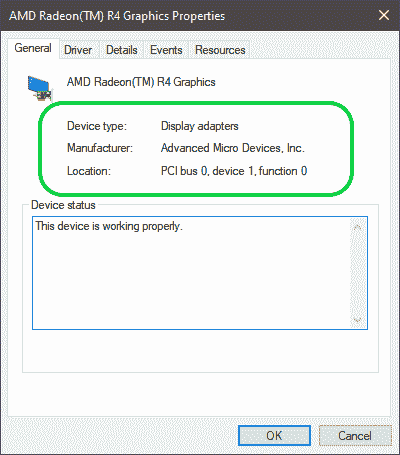 AMD Radeon(TM) R4 Graphics Properties
General Driver Details Events Resources
AMD Radeon(TM) R4 Graphics
Device type: Display adapters
Manufacturer: Advanced Micro Devices, Inc.
Location: PCI bus 0, device 1, function 0
Device status
This device is working properly.
OK Cancel